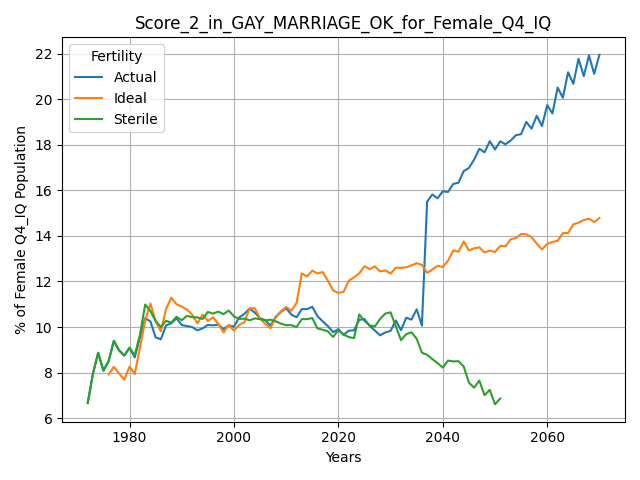 Score_2_in_GAY_MARRIAGE_OK_for_Female_Q4_IQ
% of Female Q4_IQ Population
22
20
18
16
14
12
10
8
6
Fertility
Actual
Ideal
Sterile
1980
2000
2020
2040
2060
Years